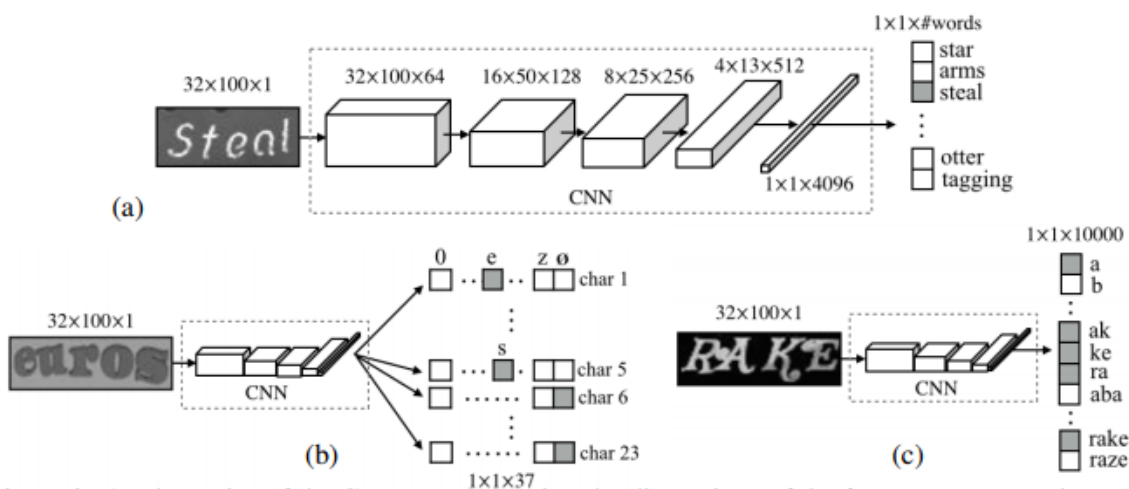 1×1×#words
star
32×100×1 32×100×64 16×50×128 8×25×256 4×13×512 arms
steal
Steal
otter
1×1×4096 tagging
(a) CNN
1×1×10000
0 e z ø a
char 1 b
32×100×1 32×100×1
s ak
euros RAKE ke
char 5 ra
CNN char 6 CNN aba
rake
(b) char 23 (c) raze
1×1×37